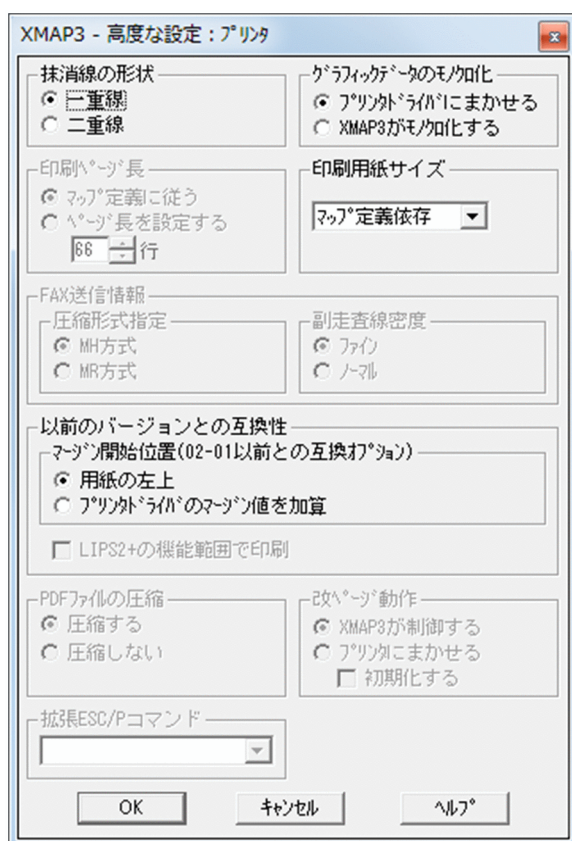 XMAP3 - 高度な設定：ﾌﾟﾘﾝﾀ
抹消線の形状
一重線
二重線
ｸﾞﾗﾌｨｯｸﾃﾞｰﾀのﾓﾉｸﾛ化
ﾌﾟﾘﾝﾀﾄﾞﾗｲﾊﾞにまかせる
XMAP3がﾓﾉｸﾛ化する
印刷ﾍﾟｰｼﾞ長
ﾏｯﾌﾟ定義に従う
ﾍﾟｰｼﾞ長を設定する
66 行
印刷用紙サイズ
ﾏｯﾌﾟ定義依存
FAX送信情報
圧縮形式指定
MH方式
MR方式
副走査線密度
ﾌｧｲﾝ
ﾉｰﾏﾙ
以前のバージョンとの互換性
ﾏｰｼﾞﾝ開始位置(02-01以前との互換ｵﾌﾟｼｮﾝ)
用紙の左上
ﾌﾟﾘﾝﾀﾄﾞﾗｲﾊﾞのﾏｰｼﾞﾝ値を加算
LIPS2+の機能範囲で印刷
PDFﾌｧｲﾙの圧縮
圧縮する
圧縮しない
改ﾍﾟｰｼﾞ動作
XMAP3が制御する
ﾌﾟﾘﾝﾀにまかせる
初期化する
拡張ESC/Pコマンド
OK
ｷｬﾝｾﾙ
ﾍﾙﾌﾟ